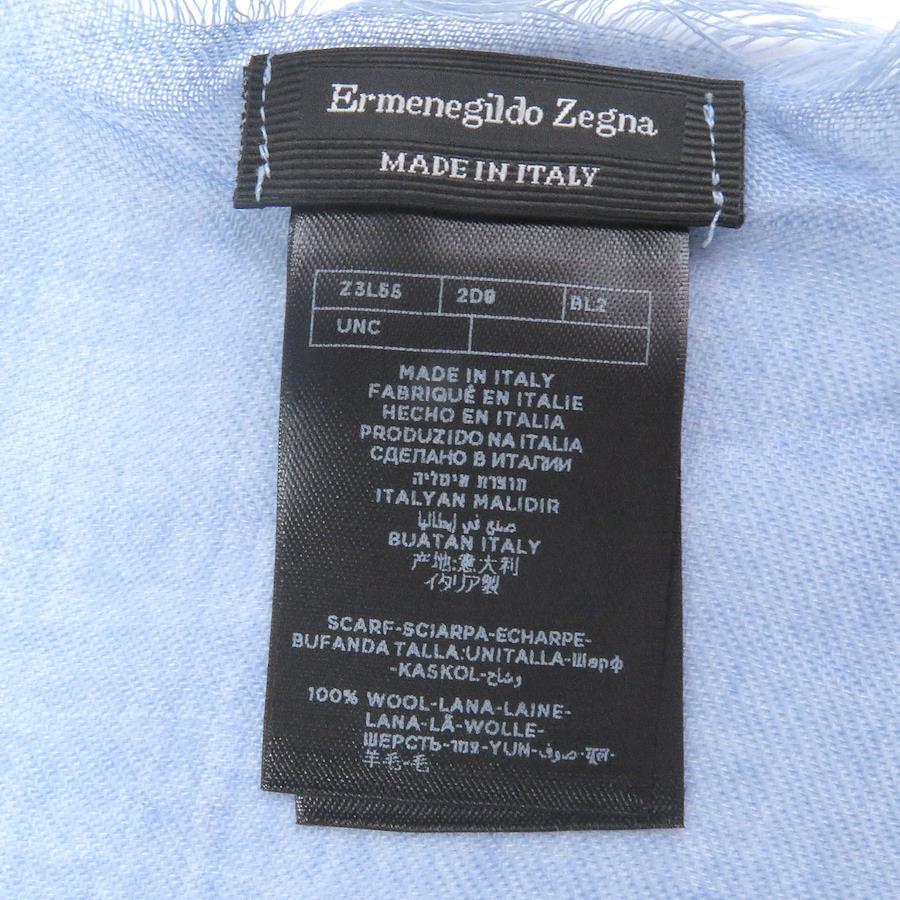 Ermenegildo Zegna
MADE IN ITALY
Z3L55 2D9 BL2
UNC
MADE IN ITALY
FABRIQUÉ EN ITALIE
HECHO EN ITALIA
PRODUZIDO NA ITALIA
СДЕЛАНО В ИТАЛИИ
תוצרת איטליה
ITALYAN MALIDIR
صنع في إيطاليا
BUATAN ITALY
产地:意大利
イタリア製
SCARF-SCIARPA-ECHARPE-
BUFANDA TALLA:UNITALLA-Шарф
-KASKOL-وشاح
100% WOOL-LANA-LAINE-
LANA-LÃ-WOLLE-
ШЕРСТЬ-צמר-YUN-صوف-ऊन-
羊毛-毛